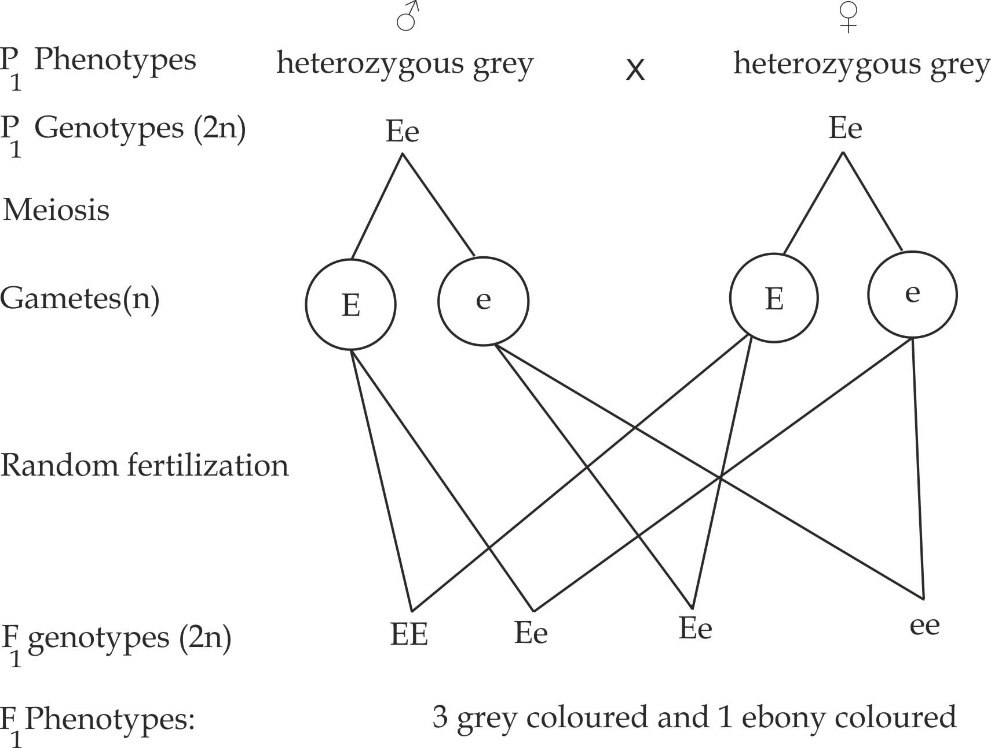 ♂ ♀
P1 Phenotypes heterozygous grey x heterozygous grey
P1 Genotypes (2n) Ee Ee
Meiosis
Gametes(n) E e E e
Random fertilization
F1 genotypes (2n) EE Ee Ee ee
F1 Phenotypes: 3 grey coloured and 1 ebony coloured